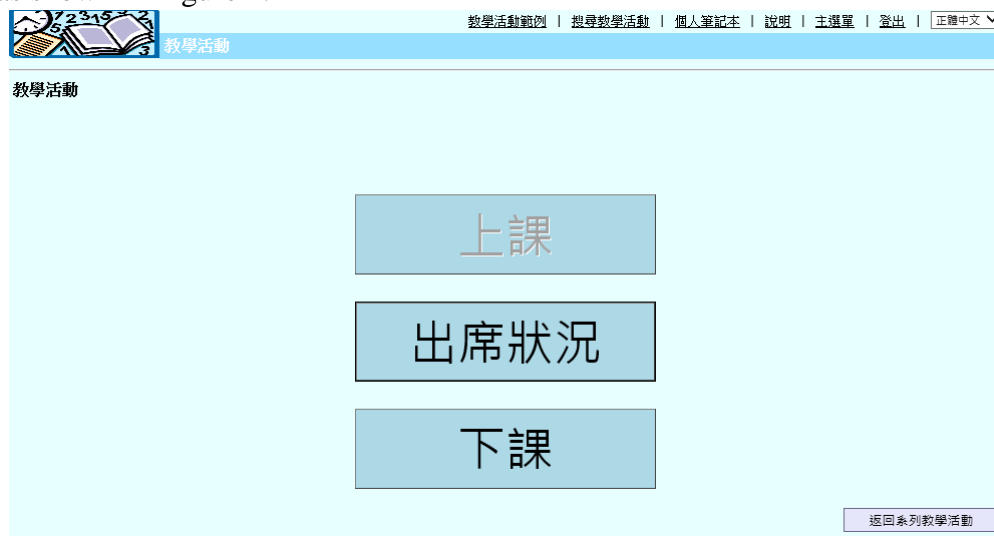 教學活動範例 | 搜尋教學活動 | 個人筆記本 | 說明 | 主選單 | 登出 | 正體中文
教學活動
教學活動
上課
出席狀況
下課
返回系列教學活動